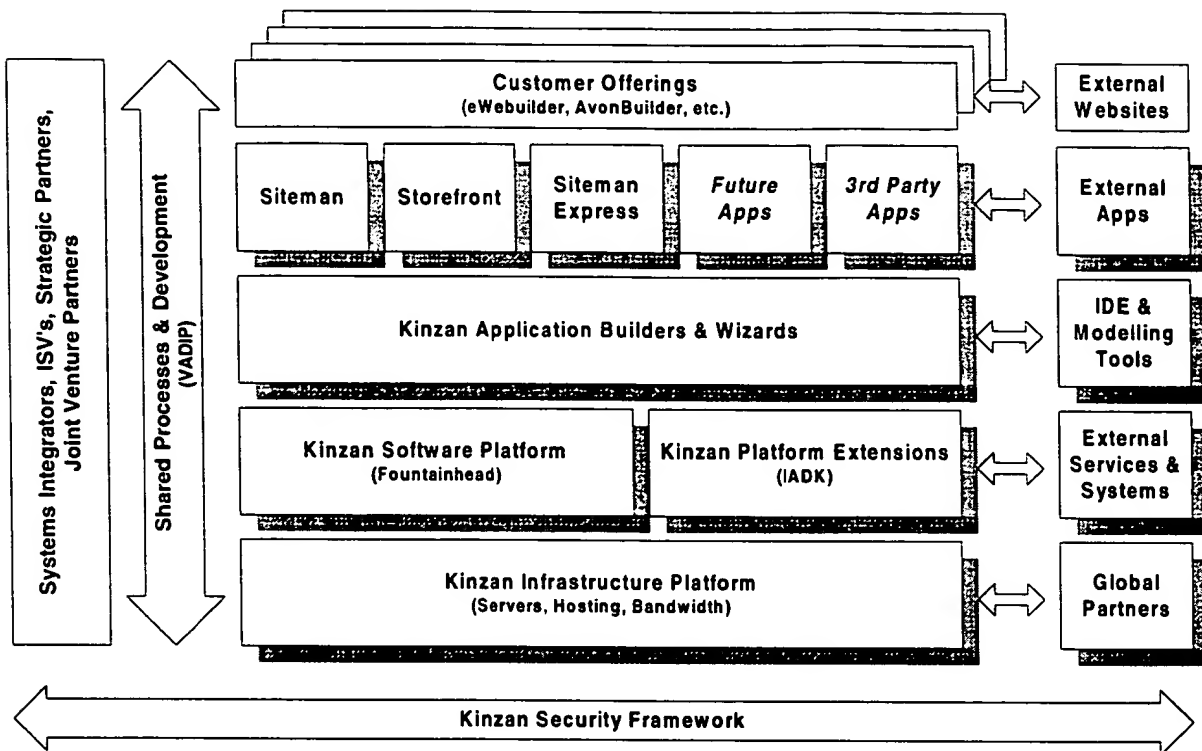 Systems Integrators, ISV's, Strategic Partners,
Joint Venture Partners
Shared Processes & Development
(VADIP)
Customer Offerings
(eWebuilder, AvonBuilder, etc.)
External
Websites
Siteman
Storefront
Siteman
Express
Future
Apps
3rd Party
Apps
External
Apps
Kinzan Application Builders & Wizards
IDE &
Modelling
Tools
Kinzan Software Platform
(Fountainhead)
Kinzan Platform Extensions
(IADK)
External
Services &
Systems
Kinzan Infrastructure Platform
(Servers, Hosting, Bandwidth)
Global
Partners
Kinzan Security Framework